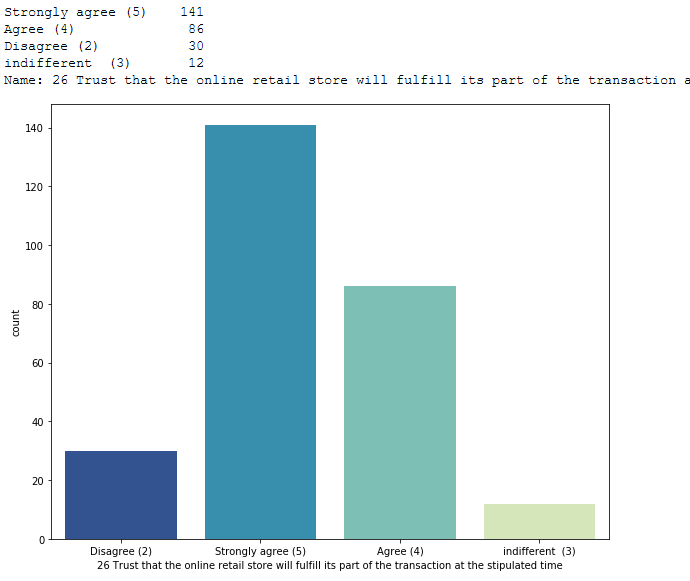 Strongly agree (5)    141
Agree (4)              86
Disagree (2)           30
indifferent  (3)       12
Name: 26 Trust that the online retail store will fulfill its part of the transaction a
140
120
100
80
60
40
20
0
count
Disagree (2)    Strongly agree (5)    Agree (4)    indifferent  (3)
26 Trust that the online retail store will fulfill its part of the transaction at the stipulated time